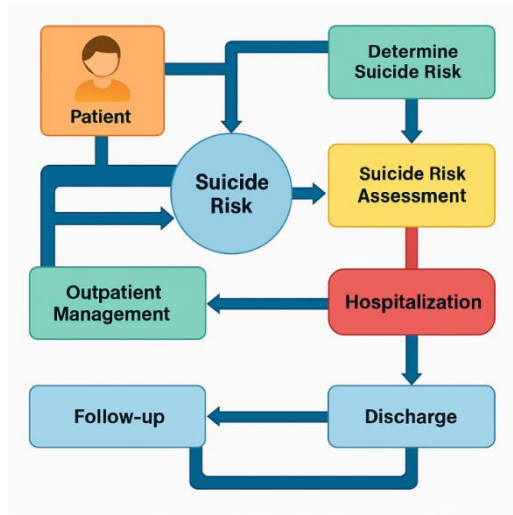 Patient
Determine
Suicide Risk
Suicide
Risk
Suicide Risk
Assessment
Outpatient
Management
Hospitalization
Follow-up
Discharge